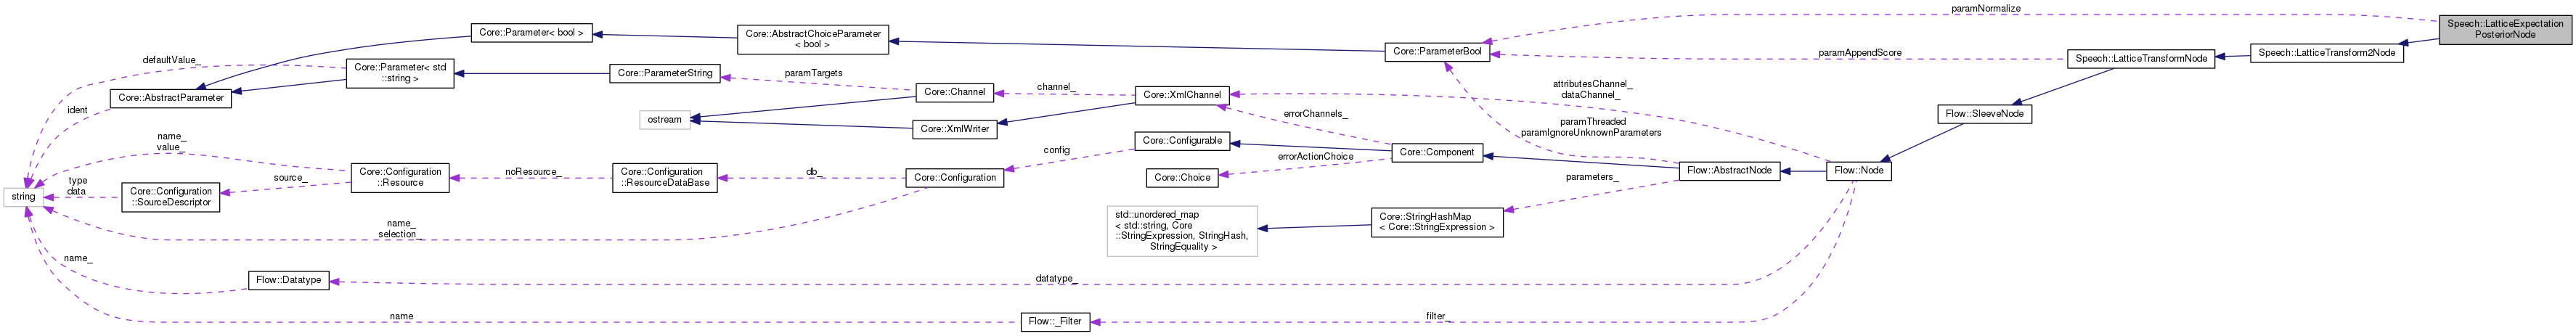 paramNormalize
Speech::LatticeExpectation
PosteriorNode
Core::Parameter< bool >
Core::AbstractChoiceParameter
< bool >
Core::ParameterBool
paramAppendScore
Speech::LatticeTransformNode
Speech::LatticeTransform2Node
defaultValue_
Core::Parameter< std
::string >
Core::ParameterString
paramTargets
Core::Channel
channel_
Core::XmlChannel
attributesChannel_
dataChannel_
Core::AbstractParameter
ident
ostream
Core::XmlWriter
errorChannels_
paramThreaded
paramIgnoreUnknownParameters
Flow::SleeveNode
name_
value_
Core::Configurable
config
Core::Component
errorActionChoice
type
data
source_
Core::Configuration
::Resource
noResource_
Core::Configuration
::ResourceDataBase
db_
Core::Configuration
Core::Choice
Flow::AbstractNode
Flow::Node
parameters_
string
Core::Configuration
::SourceDescriptor
name_
selection_
std::unordered_map
< std::string, Core
::StringExpression, StringHash,
StringEquality >
Core::StringHashMap
< Core::StringExpression >
name_
Flow::Datatype
datatype_
name
Flow::_Filter
filter_